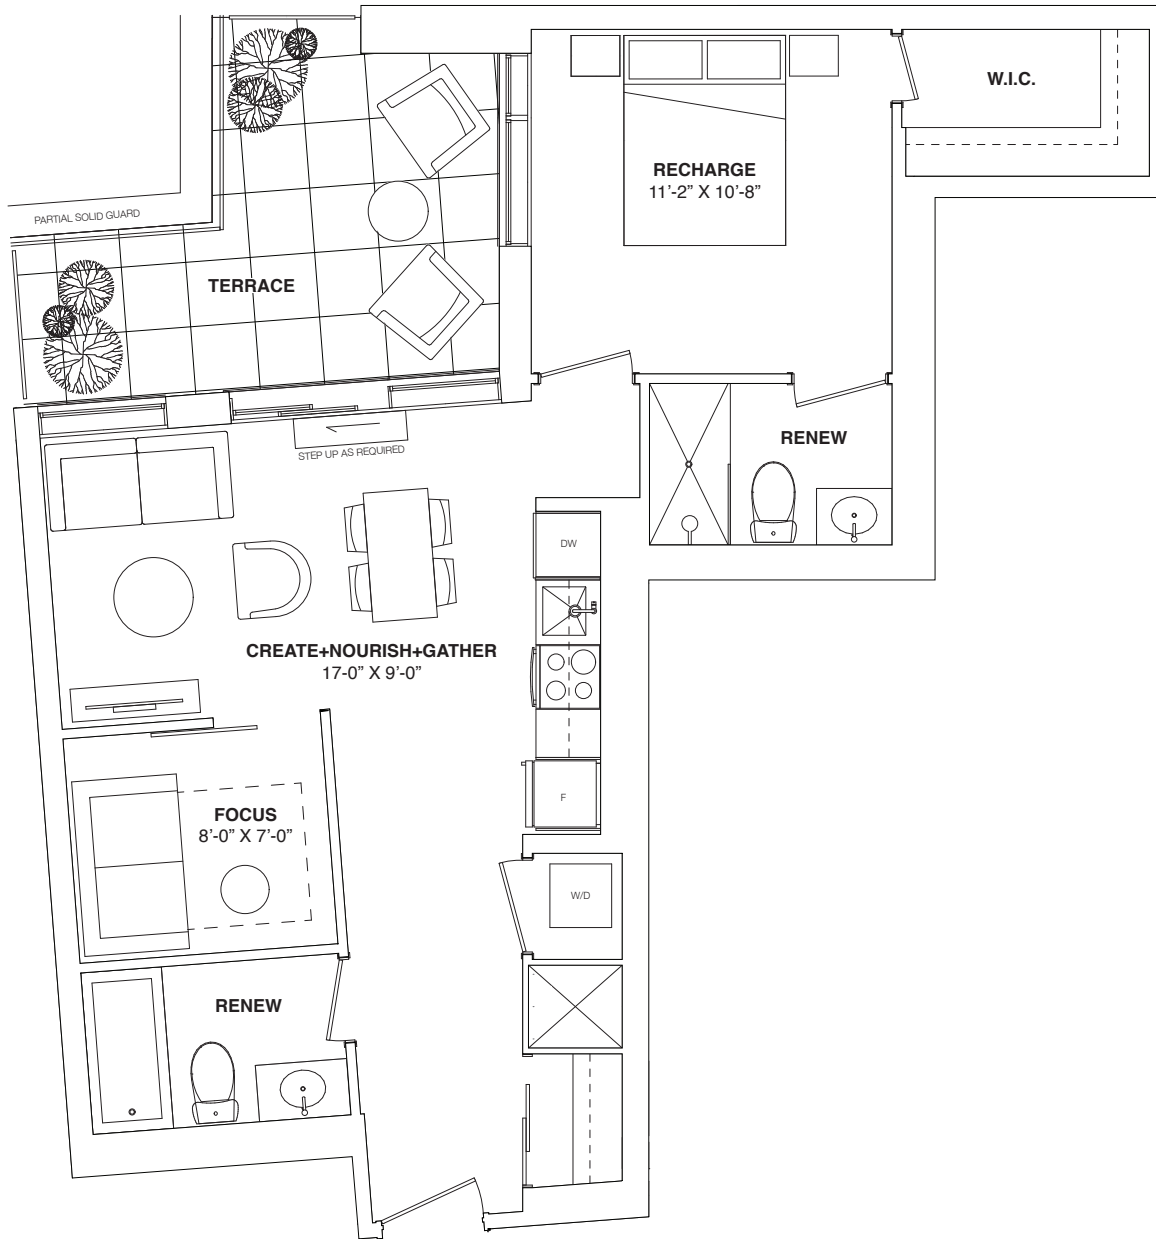 W.I.C.
RECHARGE
11’-2” X 10’-8”
PARTIAL SOLID GUARD
TERRACE
RENEW
STEP UP AS REQUIRED
DW
CREATE+NOURISH+GATHER
17-0” X 9’-0”
F
FOCUS
8’-0” X 7’-0”
W/D
RENEW